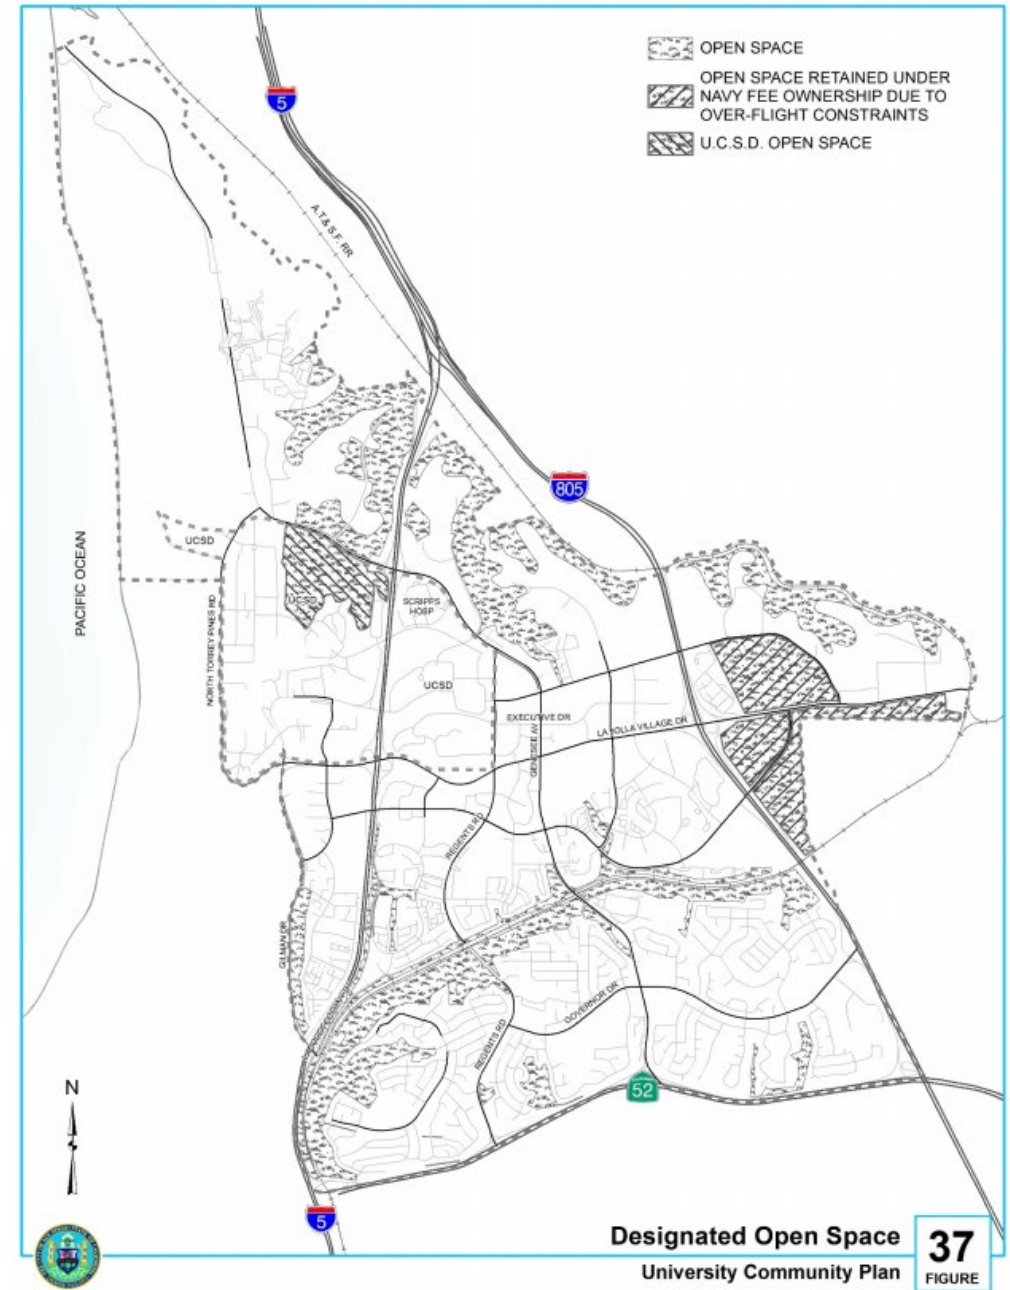 OPEN SPACE
OPEN SPACE RETAINED UNDER
NAVY FEE OWNERSHIP DUE TO
OVER-FLIGHT CONSTRAINTS
U.C.S.D. OPEN SPACE
5
A.T.& S.F. RR
805
PACIFIC OCEAN
UCSD
UCSD
SCRIPPS
HOSP
NORTH TORREY PINES RD
UCSD
EXECUTIVE DR
LA JOLLA VILLAGE DR
GENESEE AV
REGENTS RD
GILMAN DR
GOVERNOR DR
REGENTS RD
52
N
5
Designated Open Space
University Community Plan
37
FIGURE